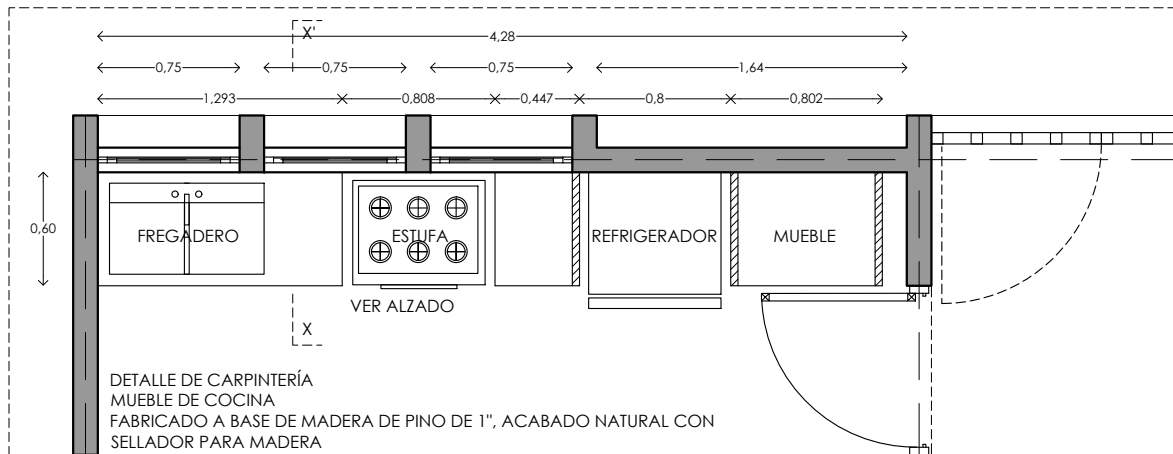 X'
4,28
0,75
0,75
0,75
1,64
1,293
0,808
0,447
0,8
0,802
0,60
FREGADERO
ESTUFA
REFRIGERADOR
MUEBLE
VER ALZADO
X
DETALLE DE CARPINTERÍA
MUEBLE DE COCINA
FABRICADO A BASE DE MADERA DE PINO DE 1", ACABADO NATURAL CON
SELLADOR PARA MADERA